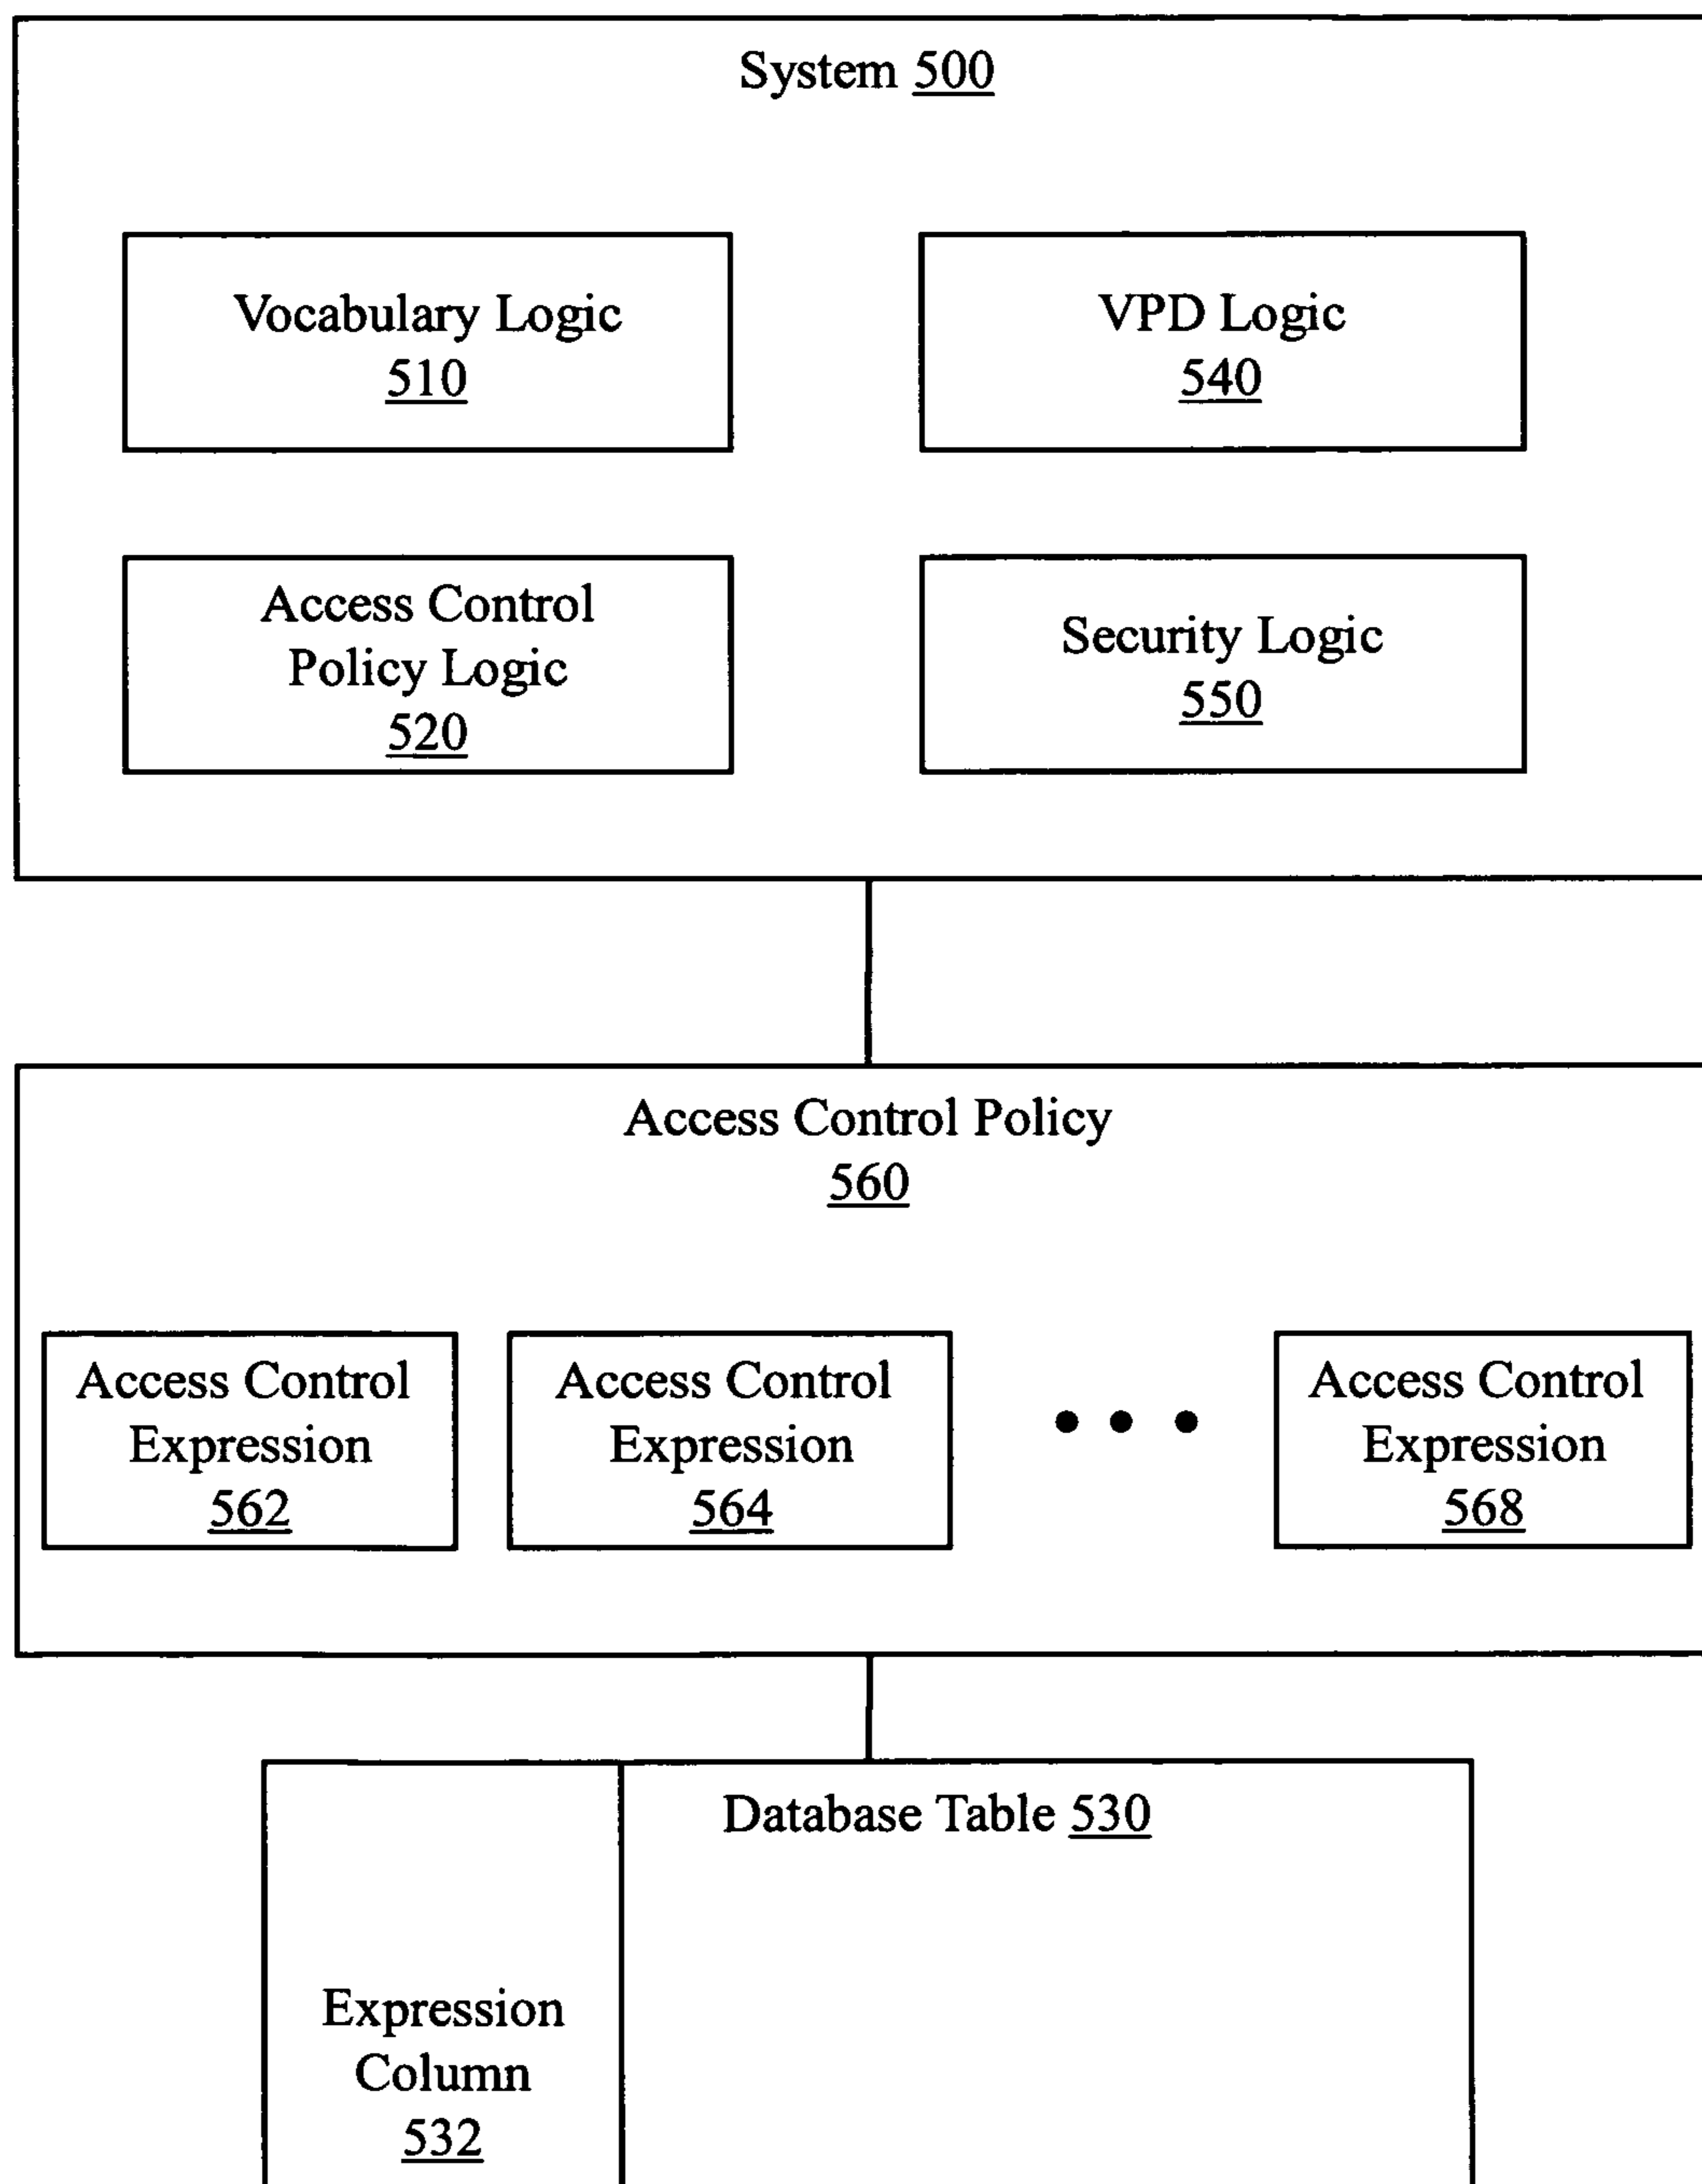 System 500
Vocabulary Logic
510
VPD Logic
540
Access Control
Policy Logic
520
Security Logic
550
Access Control Policy
560
Access Control
Expression
562
Access Control
Expression
564
Access Control
Expression
568
Database Table 530
Expression
Column
532